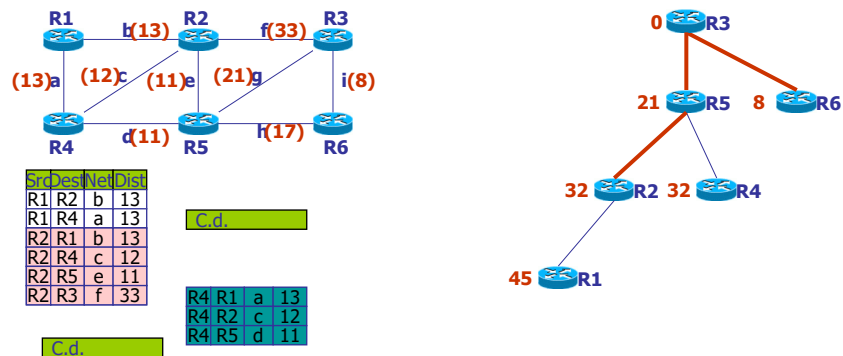 R1 R2 R3
b(13) f(33)
(13)a (12)c (11)e (21)g i(8)
d(11) h(17)
R4 R5 R6
Src Dest Net Dist
R1 R2 b 13
R1 R4 a 13
R2 R1 b 13
R2 R4 c 12
R2 R5 e 11
R2 R3 f 33
C.d.
C.d.
R4 R1 a 13
R4 R2 c 12
R4 R5 d 11
0 R3
21 R5 8 R6
32 R2 32 R4
45 R1